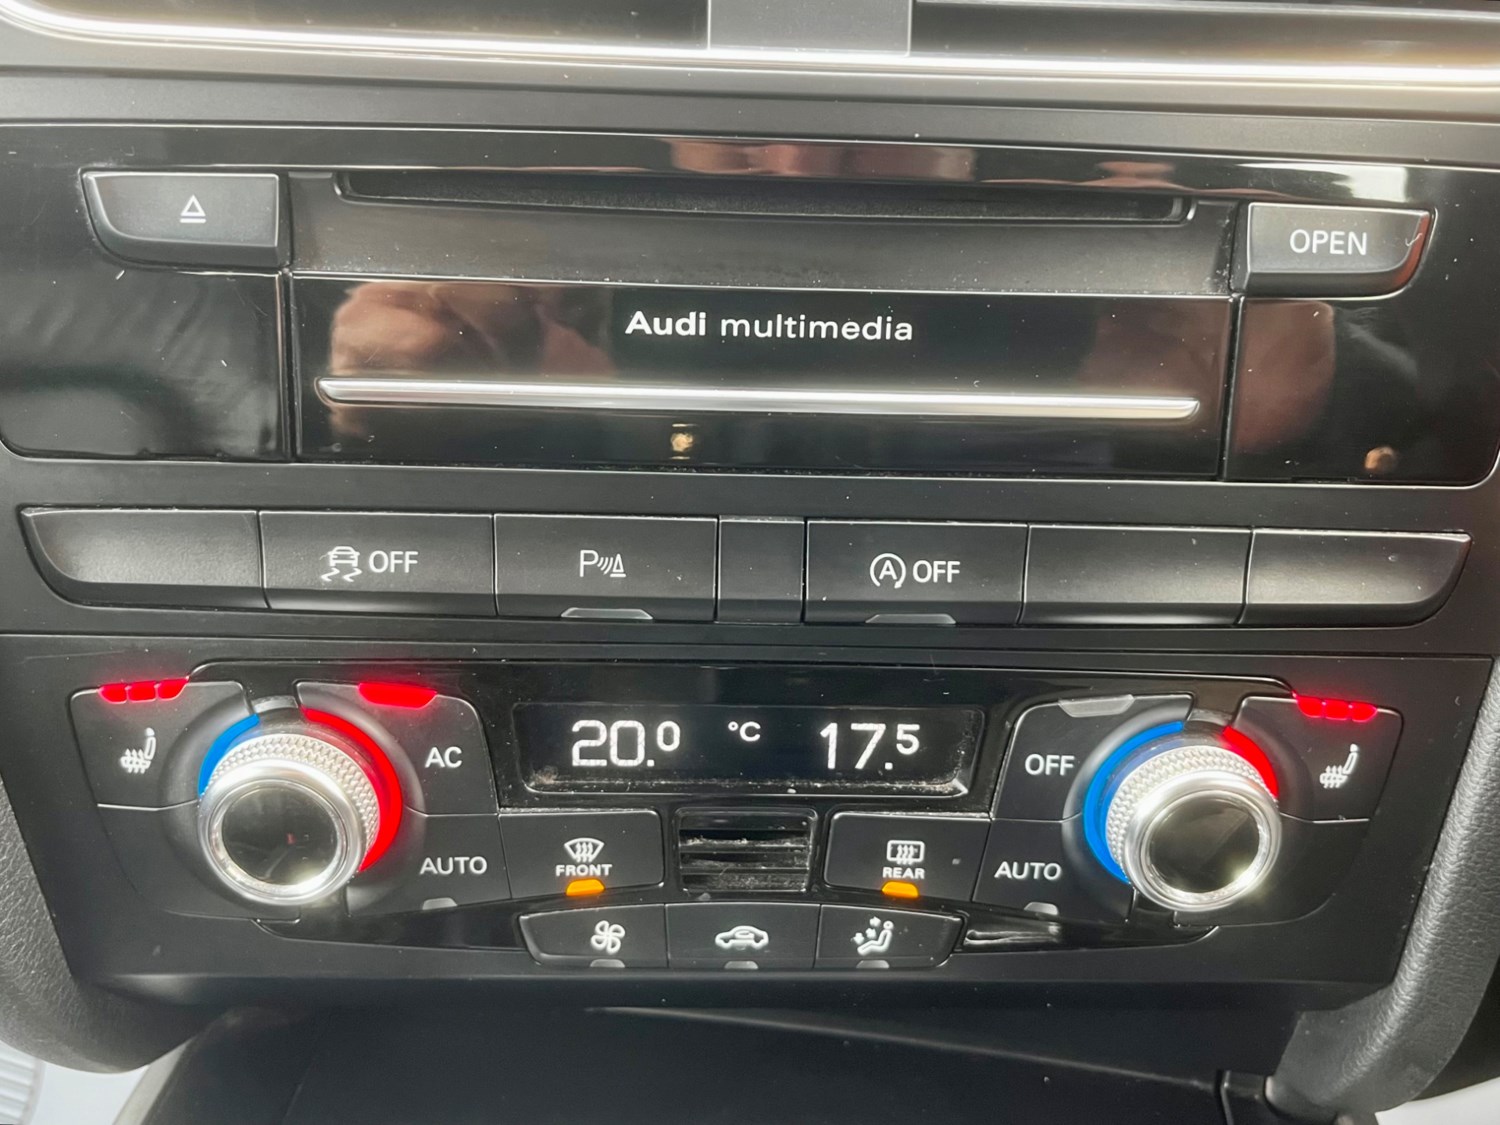 OPEN
Audi multimedia
OFF
P
A OFF
20.0 °C 17.5
AC
OFF
AUTO
FRONT
REAR
AUTO